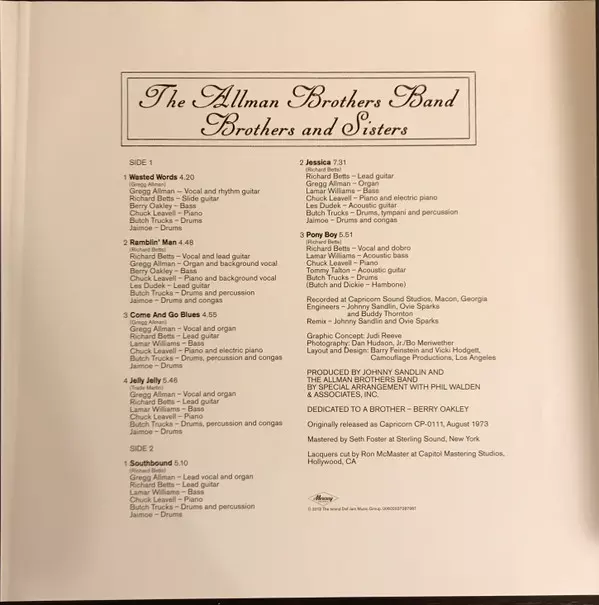 The Allman Brothers Band
Brothers and Sisters
SIDE 1
1 Wasted Words 4.20
(Gregg Allman)
Gregg Allman – Vocal and rhythm guitar
Richard Betts – Slide guitar
Berry Oakley – Bass
Chuck Leavell – Piano
Butch Trucks – Drums
Jaimoe – Drums
2 Ramblin' Man 4.48
(Richard Betts)
Richard Betts – Vocal and lead guitar
Gregg Allman – Organ and background vocal
Berry Oakley – Bass
Chuck Leavell – Piano and background vocal
Les Dudek – Lead guitar
Butch Trucks – Drums and percussion
Jaimoe – Drums and congas
3 Come And Go Blues 4.55
(Gregg Allman)
Gregg Allman – Vocal and organ
Richard Betts – Lead guitar
Lamar Williams – Bass
Chuck Leavell – Piano and electric piano
Butch Trucks – Drums, percussion and congas
Jaimoe – Drums
4 Jelly Jelly 5.46
(Trade Martin)
Gregg Allman – Vocal and organ
Richard Betts – Lead guitar
Lamar Williams – Bass
Chuck Leavell – Piano
Butch Trucks – Drums, percussion and congas
Jaimoe – Drums
SIDE 2
1 Southbound 5.10
(Richard Betts)
Gregg Allman – Lead vocal and organ
Richard Betts – Lead guitar
Lamar Williams – Bass
Chuck Leavell – Piano
Butch Trucks – Drums and percussion
Jaimoe – Drums
2 Jessica 7.31
(Richard Betts)
Richard Betts – Lead guitar
Gregg Allman – Organ
Lamar Williams – Bass
Chuck Leavell – Piano and electric piano
Les Dudek – Acoustic guitar
Butch Trucks – Drums, tympani and percussion
Jaimoe – Drums and congas
3 Pony Boy 5.51
(Richard Betts)
Richard Betts – Vocal and dobro
Lamar Williams – Acoustic bass
Chuck Leavell – Piano
Tommy Talton – Acoustic guitar
Butch Trucks – Drums
(Butch and Dickie – Hambone)
Recorded at Capricorn Sound Studios, Macon, Georgia
Engineers – Johnny Sandlin, Ovie Sparks
and Buddy Thornton
Remix – Johnny Sandlin and Ovie Sparks
Graphic Concept: Judi Reeve
Photography: Dan Hudson, Jr./Bo Meriwether
Layout and Design: Barry Feinstein and Vicki Hodgett,
Camouflage Productions, Los Angeles
PRODUCED BY JOHNNY SANDLIN AND
THE ALLMAN BROTHERS BAND
BY SPECIAL ARRANGEMENT WITH PHIL WALDEN
& ASSOCIATES, INC.
DEDICATED TO A BROTHER – BERRY OAKLEY
Originally released as Capricorn CP-0111, August 1973
Mastered by Seth Foster at Sterling Sound, New York
Lacquers cut by Ron McMaster at Capitol Mastering Studios,
Hollywood, CA
Mercury
The Island Def Jam Music Group